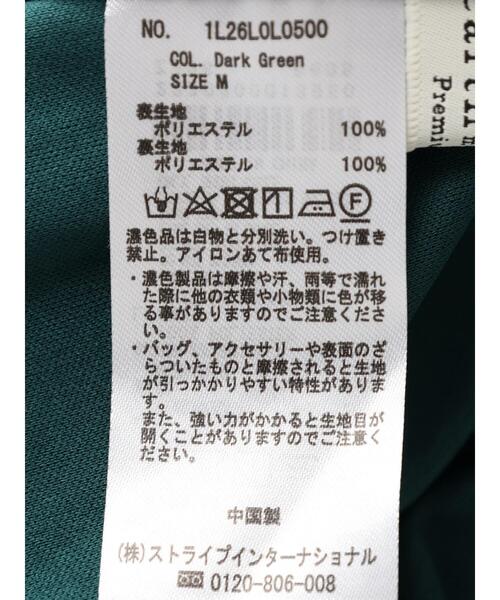 NO. 1L26L0L0500
COL. Dark Green
SIZE M
表生地
ポリエステル 100%
裏生地
ポリエステル 100%
濃色品は白物と分別洗い。つけ置き
禁止。アイロンあて布使用。
・濃色製品は摩擦や汗、雨等で濡れ
た際に他の衣類や小物類に色が移
る事がありますのでご注意くださ
い。
・バッグ、アクセサリーや表面のざ
らついたものと摩擦されると生地
が引っかかりやすい特性がありま
す。
また、強い力がかかると生地目が
開くことがありますのでご注意く
ださい。
中国製
(株)ストライプインターナショナル
0120-806-008
Premi